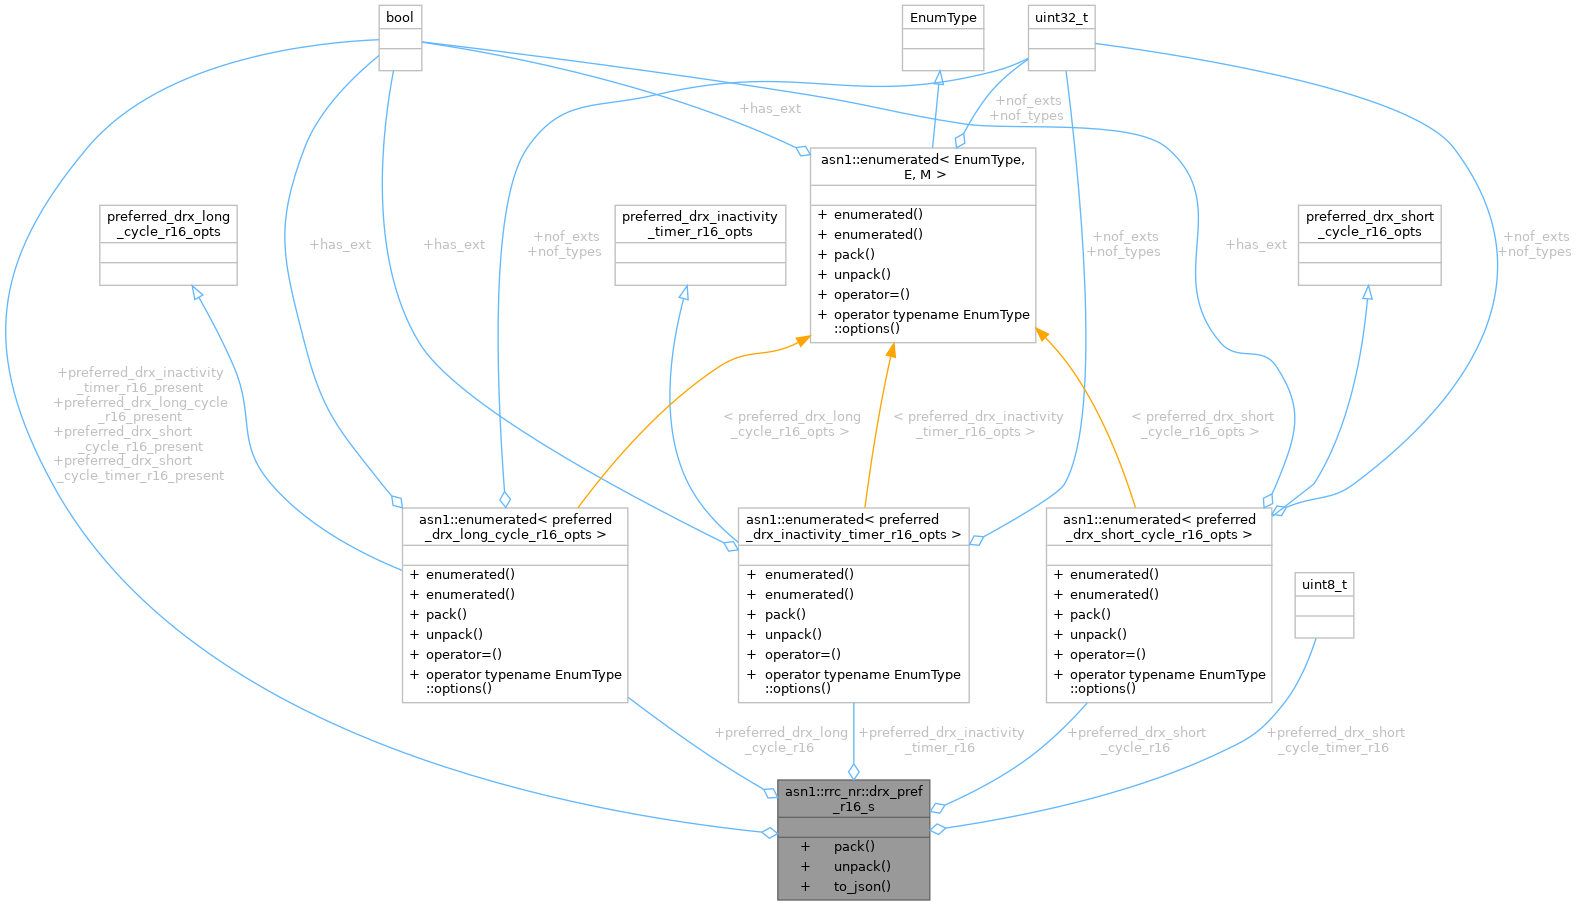 bool
EnumType
uint32_t
+has_ext
+nof_exts
+nof_types
asn1::enumerated< EnumType,
E, M >
+ enumerated()
+ enumerated()
+ pack()
+ unpack()
+ operator=()
+ operator typename EnumType
::options()
preferred_drx_long
_cycle_r16_opts
preferred_drx_inactivity
_timer_r16_opts
preferred_drx_short
_cycle_r16_opts
+has_ext
+has_ext
+nof_exts
+nof_types
+nof_exts
+nof_types
+has_ext
+nof_exts
+nof_types
+preferred_drx_inactivity
_timer_r16_present
+preferred_drx_long_cycle
_r16_present
+preferred_drx_short
_cycle_r16_present
+preferred_drx_short
_cycle_timer_r16_present
< preferred_drx_long
_cycle_r16_opts >
< preferred_drx_inactivity
_timer_r16_opts >
< preferred_drx_short
_cycle_r16_opts >
asn1::enumerated< preferred
_drx_long_cycle_r16_opts >
+ enumerated()
+ enumerated()
+ pack()
+ unpack()
+ operator=()
+ operator typename EnumType
::options()
asn1::enumerated< preferred
_drx_inactivity_timer_r16_opts >
+ enumerated()
+ enumerated()
+ pack()
+ unpack()
+ operator=()
+ operator typename EnumType
::options()
asn1::enumerated< preferred
_drx_short_cycle_r16_opts >
+ enumerated()
+ enumerated()
+ pack()
+ unpack()
+ operator=()
+ operator typename EnumType
::options()
uint8_t
+preferred_drx_long
_cycle_r16
+preferred_drx_inactivity
_timer_r16
+preferred_drx_short
_cycle_r16
+preferred_drx_short
_cycle_timer_r16
asn1::rrc_nr::drx_pref
_r16_s
+ pack()
+ unpack()
+ to_json()